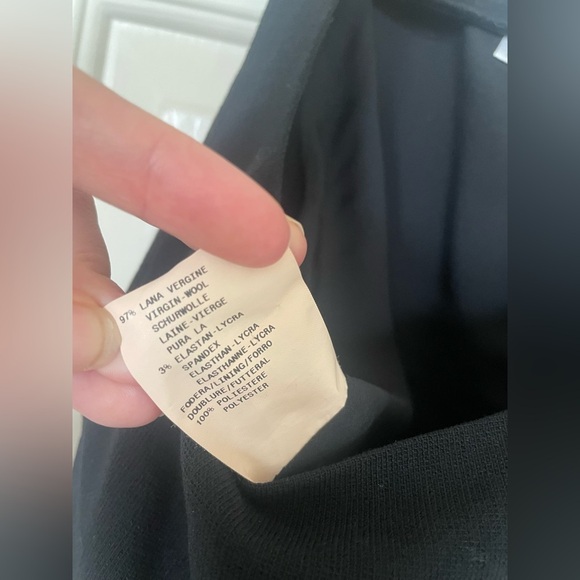 97% LANA VERGINE
VIRGIN-WOOL
SCHURWOLLE
LAINE-VIERGE
PURA LA
3% ELASTAN-LYCRA
SPANDEX
ELASTHAN-LYCRA
ELASTHANNE-LYCRA
FODERA/LINING/FORRO
DOUBLURE/FUTTERAL
100% POLIESTERE
POLYESTER